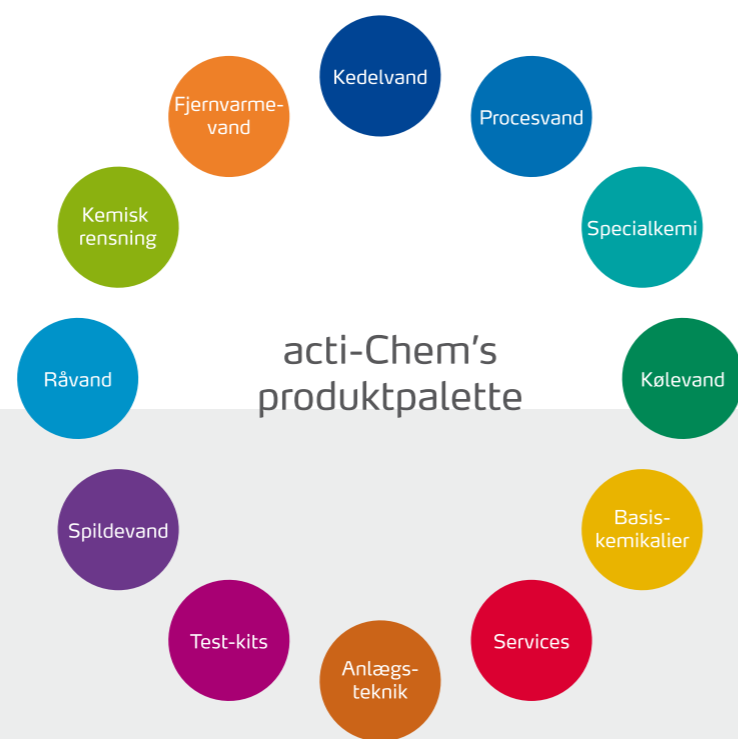 Kedelvand
Procesvand
Specialkemi
Kølevand
Basis-
kemikalier
Services
Anlægs-
teknik
Test-kits
Spildevand
Råvand
Kemisk
rensning
Fjernvarme-
vand
acti-Chem's
produktpalette